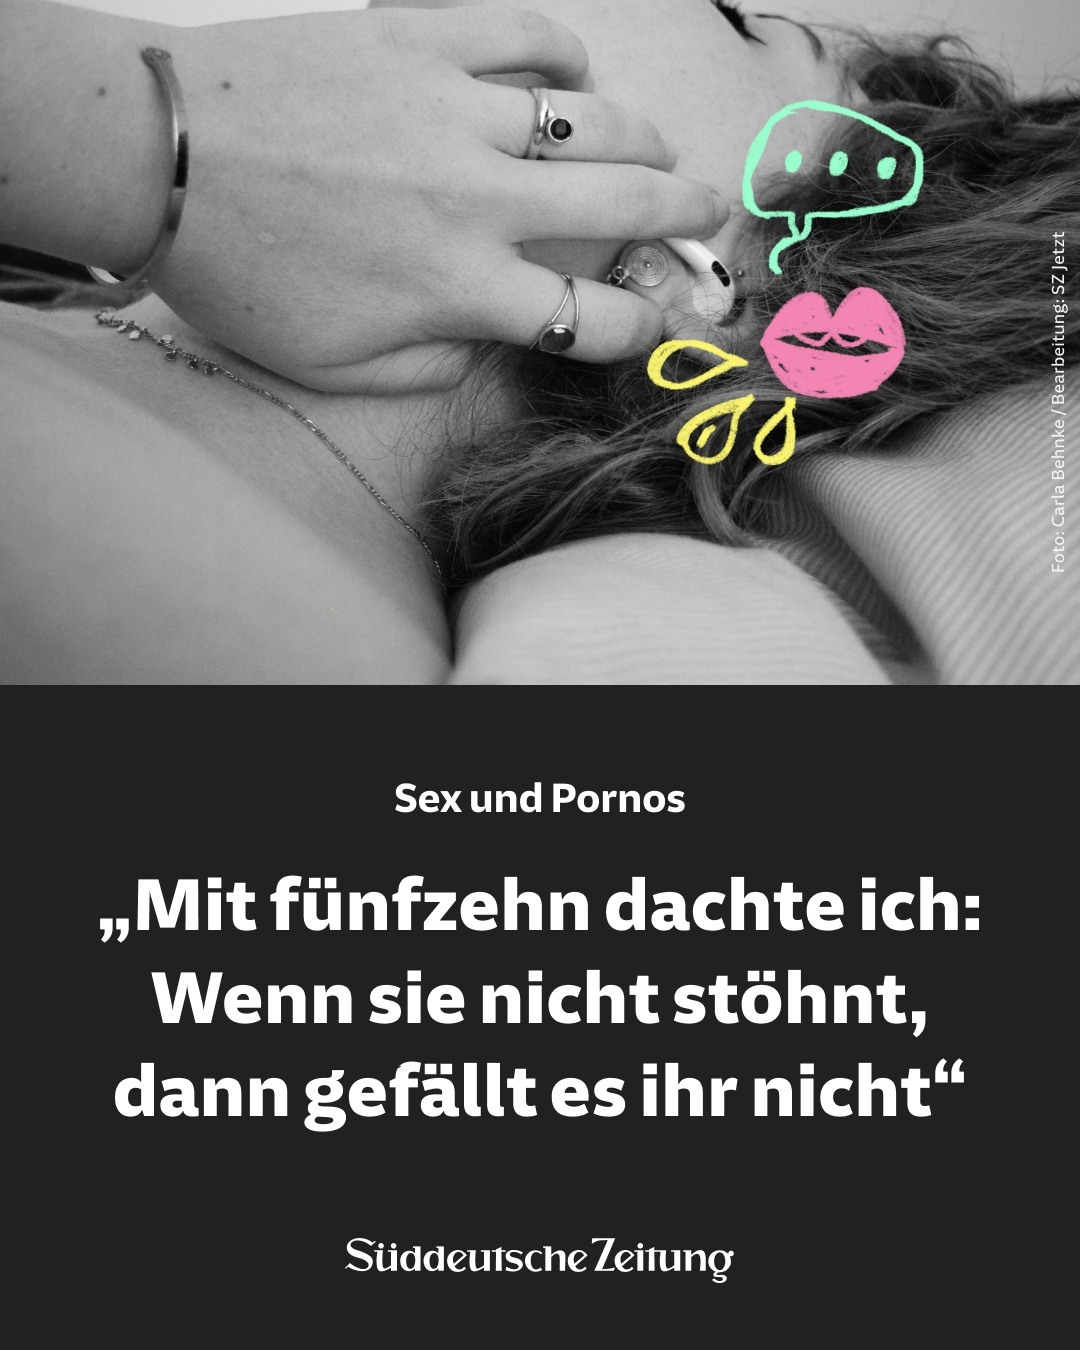 Foto: Carla Behnke / Bearbeitung: SZ Jetzt
Sex und Pornos
„Mit fünfzehn dachte ich:
Wenn sie nicht stöhnt,
dann gefällt es ihr nicht“
Süddeutsche Zeitung